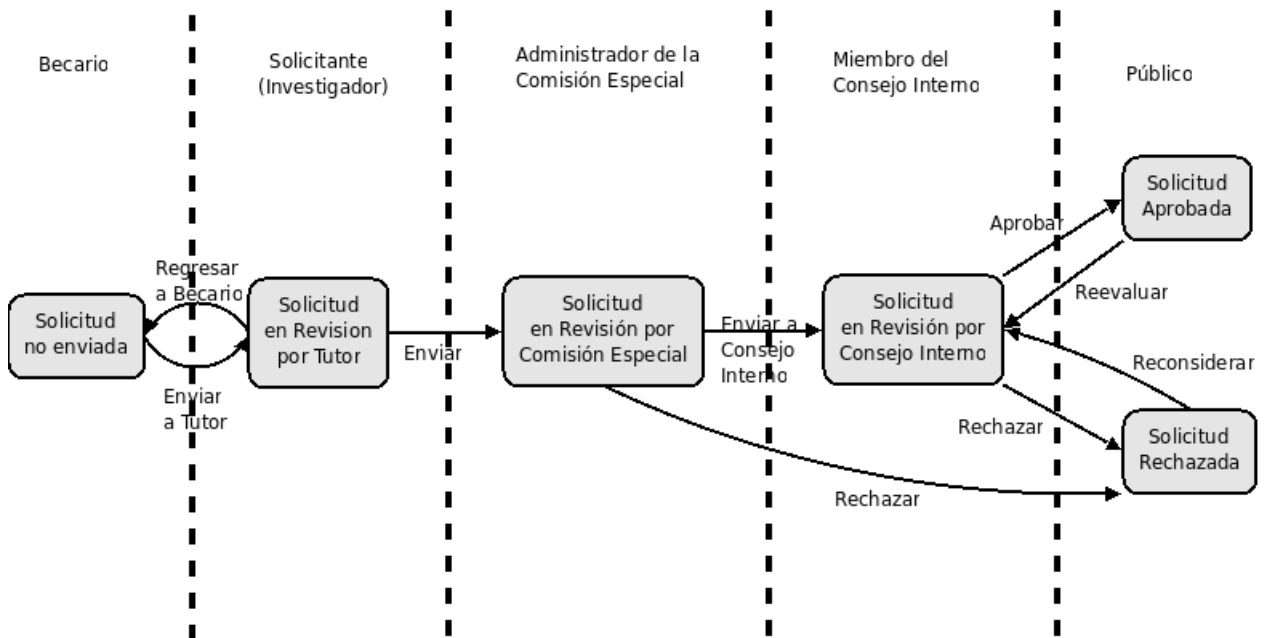 Becario
Solicitante
(Investigador)
Administrador de la
Comisión Especial
Miembro del
Consejo Interno
Público
Solicitud
no enviada
Regresar
a Becario
Enviar
a Tutor
Solicitud
en Revision
por Tutor
Enviar
Solicitud
en Revisión por
Comisión Especial
Enviar a
Consejo
Interno
Solicitud
en Revisión por
Consejo Interno
Aprobar
Solicitud
Aprobada
Reevaluar
Reconsiderar
Rechazar
Solicitud
Rechazada
Rechazar